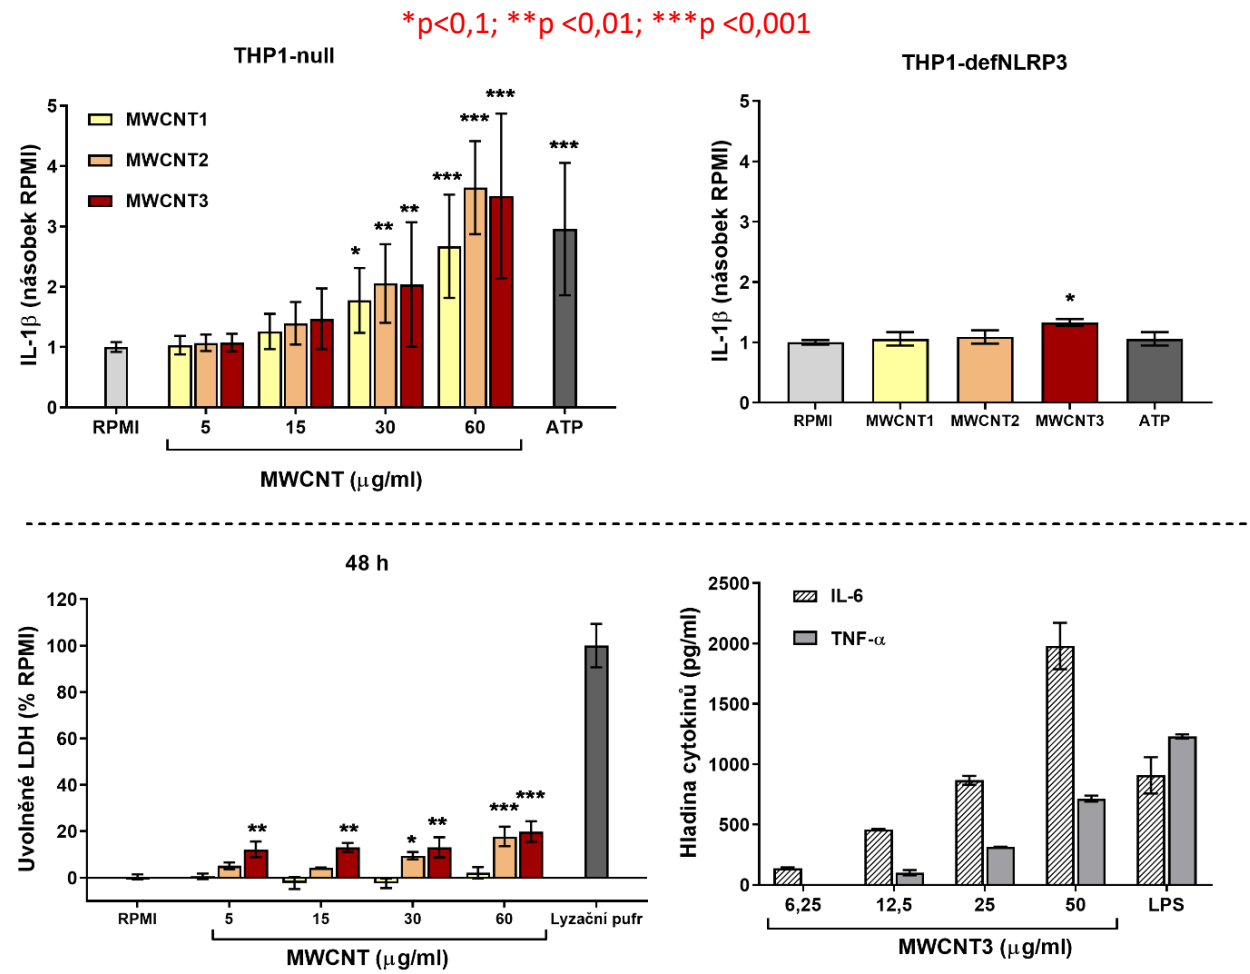 *p<0,1; **p <0,01; ***p <0,001
THP1-null
IL-1β (násobek RPMI)
5
4
3
2
1
0
MWCNT1
MWCNT2
MWCNT3
* ** **
*** *** ***
***
RPMI 5 15 30 60 ATP
MWCNT (μg/ml)
THP1-defNLRP3
IL-1β (násobek RPMI)
5
4
3
2
1
0
*
RPMI MWCNT1 MWCNT2 MWCNT3 ATP
48 h
Uvolněné LDH (% RPMI)
120
100
80
60
40
20
0
** ** * ** *** ***
RPMI 5 15 30 60 Lyzační pufr
MWCNT (μg/ml)
Hladina cytokinů (pg/ml)
2500
2000
1500
1000
500
0
IL-6
TNF-α
6,25 12,5 25 50 LPS
MWCNT3 (μg/ml)